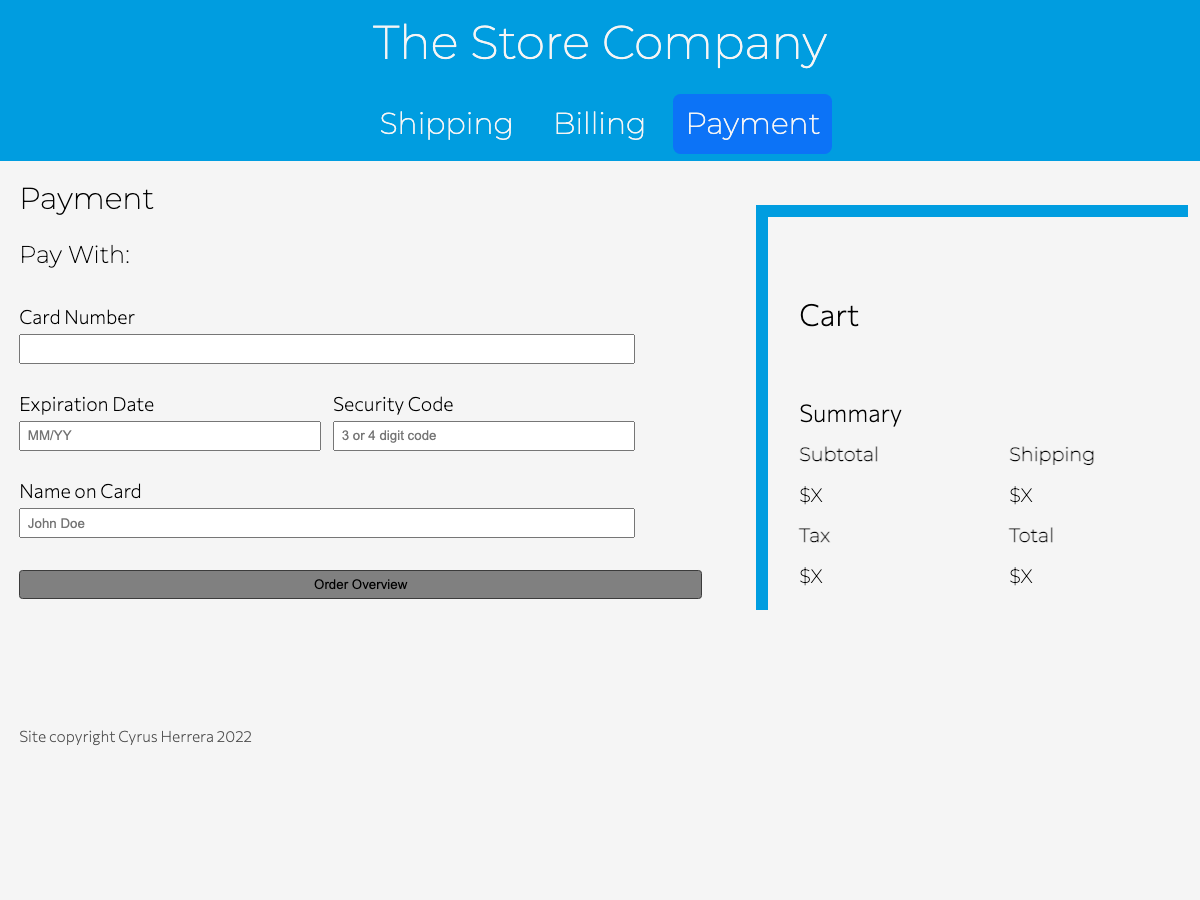 The Store Company
Shipping Billing Payment
Payment
Pay With:
Card Number
Expiration Date Security Code
MM/YY 3 or 4 digit code
Name on Card
John Doe
Order Overview
Cart
Summary
Subtotal Shipping
$X $X
Tax Total
$X $X
Site copyright Cyrus Herrera 2022